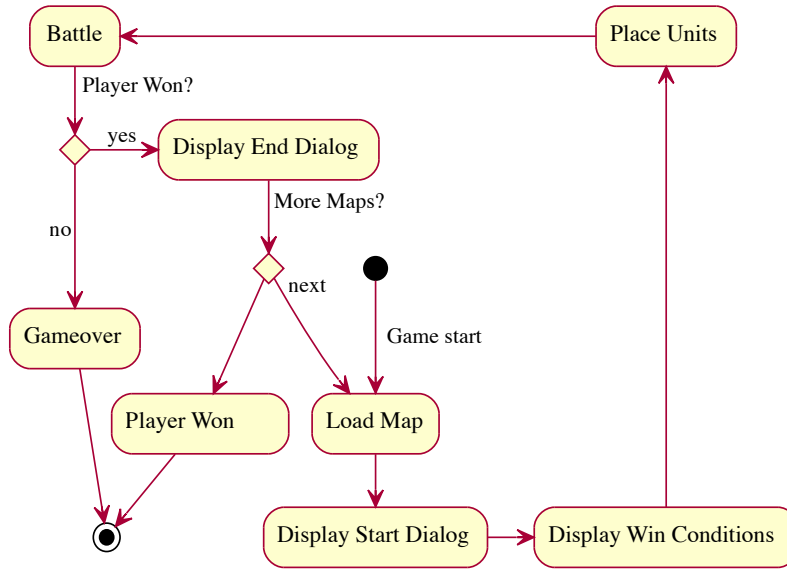 Battle
Place Units
Player Won?
yes
Display End Dialog
More Maps?
no
next
Gameover
Game start
Player Won
Load Map
Display Start Dialog
Display Win Conditions